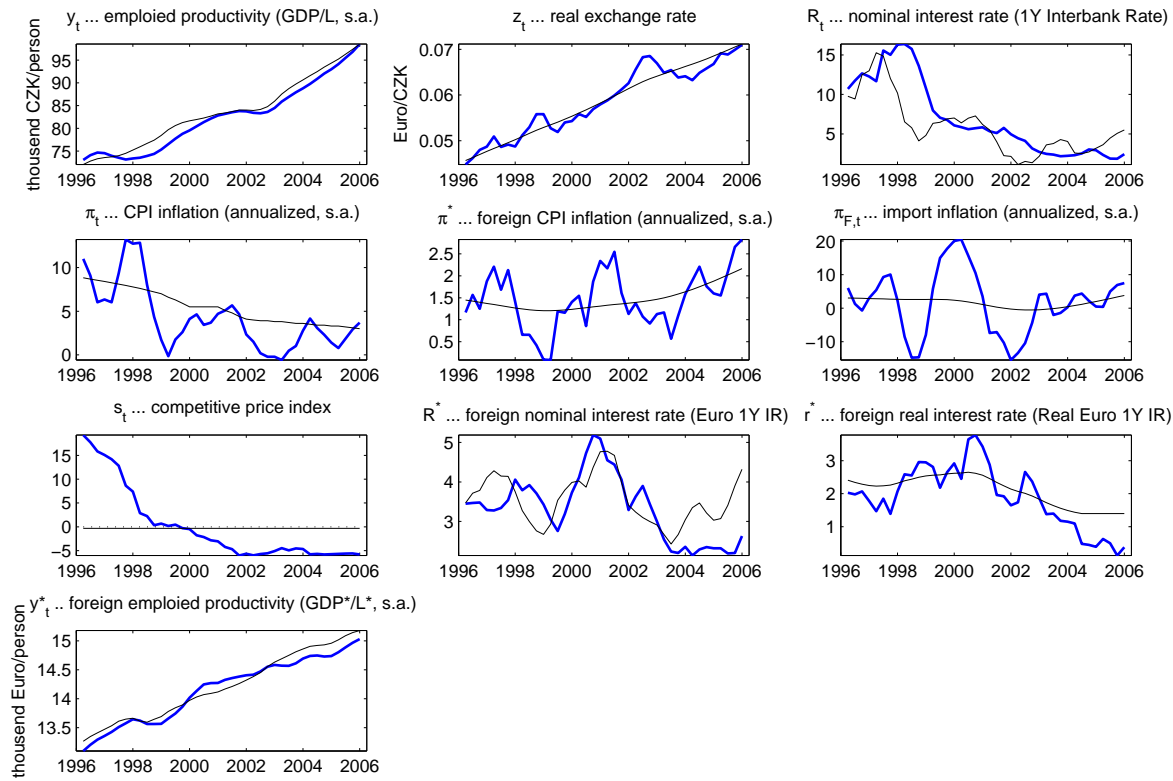 y_t ... emploied productivity (GDP/L, s.a.)
thousend CZK/person
95
90
85
80
75
1996 1998 2000 2002 2004 2006
z_t ... real exchange rate
Euro/CZK
0.07
0.06
0.05
1996 1998 2000 2002 2004 2006
R_t ... nominal interest rate (1Y Interbank Rate)
15
10
5
1996 1998 2000 2002 2004 2006
π_t ... CPI inflation (annualized, s.a.)
10
5
0
1996 1998 2000 2002 2004 2006
π* ... foreign CPI inflation (annualized, s.a.)
2.5
2
1.5
1
0.5
1996 1998 2000 2002 2004 2006
π_F,t ... import inflation (annualized, s.a.)
20
10
0
−10
1996 1998 2000 2002 2004 2006
s_t ... competitive price index
15
10
5
0
−5
1996 1998 2000 2002 2004 2006
R* ... foreign nominal interest rate (Euro 1Y IR)
5
4
3
1996 1998 2000 2002 2004 2006
r* ... foreign real interest rate (Real Euro 1Y IR)
3
2
1
1996 1998 2000 2002 2004 2006
y*_t .. foreign emploied productivity (GDP*/L*, s.a.)
thousend Euro/person
15
14.5
14
13.5
1996 1998 2000 2002 2004 2006